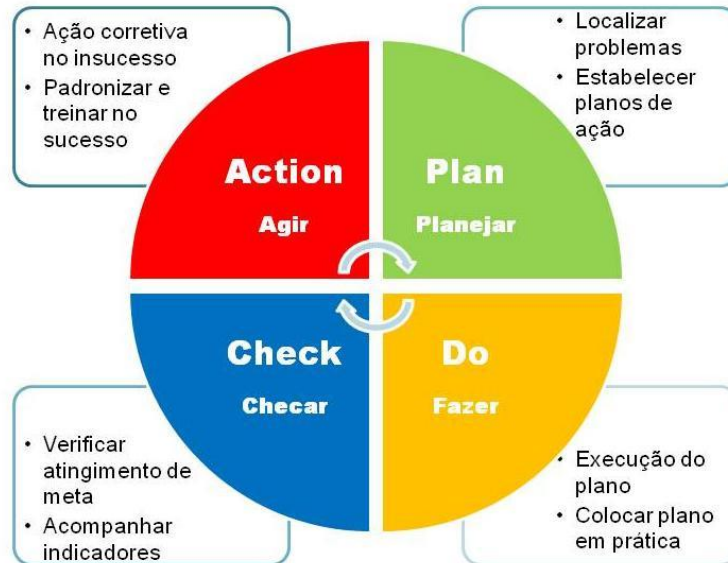 • Ação corretiva
no insucesso
• Padronizar e
treinar no
sucesso
• Localizar
problemas
• Estabelecer
planos de
ação
Action
Agir
Plan
Planejar
Check
Checar
Do
Fazer
• Verificar
atingimento de
meta
• Acompanhar
indicadores
• Execução do
plano
• Colocar plano
em prática